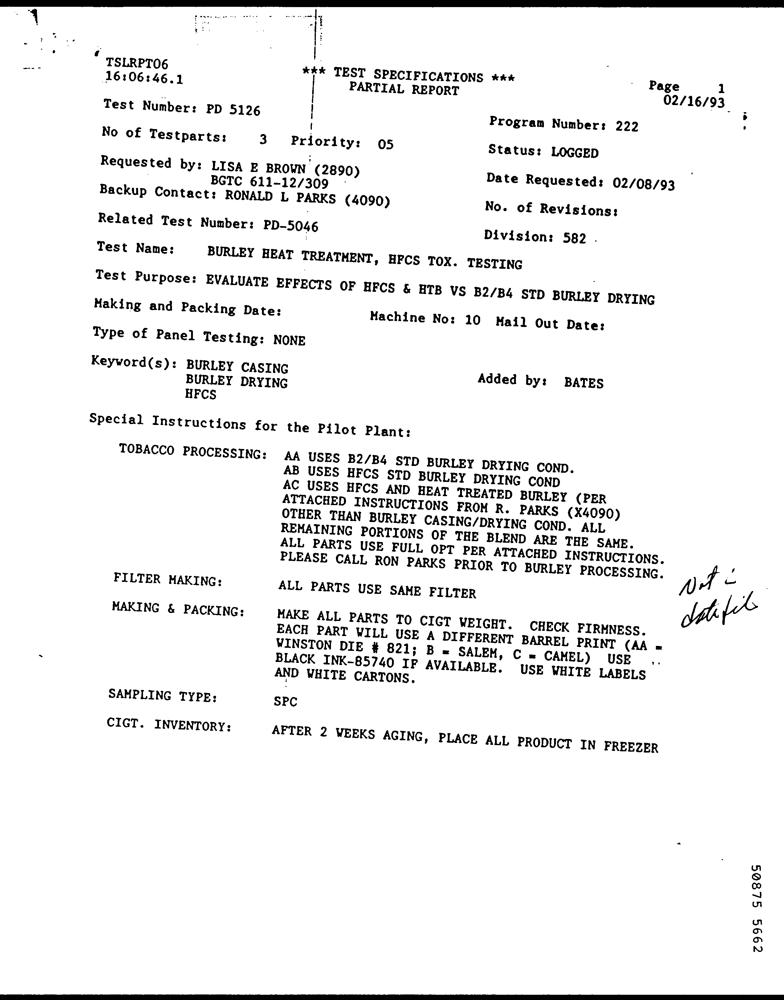 TSLRPT06
16:06:46.1
*** TEST SPECIFICATIONS ***
PARTIAL REPORT
Page 1
02/16/93
Test Number: PD 5126
Program Number: 222
No of Testparts: 3 Priority: 05
Status: LOGGED
Requested by: LISA E BROWN (2890)
BGTC 611-12/309
Date Requested: 02/08/93
Backup Contact: RONALD L PARKS (4090)
No. of Revisions:
Related Test Number: PD-5046
Division: 582
Test Name: BURLEY HEAT TREATMENT, HFCS TOX. TESTING
Test Purpose: EVALUATE EFFECTS OF HFCS & HTB VS B2/B4 STD BURLEY DRYING
Making and Packing Date: Machine No: 10 Mail Out Date:
Type of Panel Testing: NONE
Keyword(s): BURLEY CASING
BURLEY DRYING
HFCS
Added by: BATES
Special Instructions for the Pilot Plant:
TOBACCO PROCESSING: AA USES B2/B4 STD BURLEY DRYING COND.
AB USES HFCS STD BURLEY DRYING COND
AC USES HFCS AND HEAT TREATED BURLEY (PER
ATTACHED INSTRUCTIONS FROM R. PARKS (X4090)
OTHER THAN BURLEY CASING/DRYING COND. ALL
REMAINING PORTIONS OF THE BLEND ARE THE SAME.
ALL PARTS USE FULL OPT PER ATTACHED INSTRUCTIONS.
PLEASE CALL RON PARKS PRIOR TO BURLEY PROCESSING.
FILTER MAKING: ALL PARTS USE SAME FILTER
Not
MAKING & PACKING: MAKE ALL PARTS TO CIGT WEIGHT. CHECK FIRMNESS.
EACH PART WILL USE A DIFFERENT BARREL PRINT (AA =
WINSTON DIE # 821; B = SALEM, C = CAMEL) USE
BLACK INK-85740 IF AVAILABLE. USE WHITE LABELS
AND WHITE CARTONS.
SAMPLING TYPE: SPC
CIGT. INVENTORY: AFTER 2 WEEKS AGING, PLACE ALL PRODUCT IN FREEZER
50875 5662